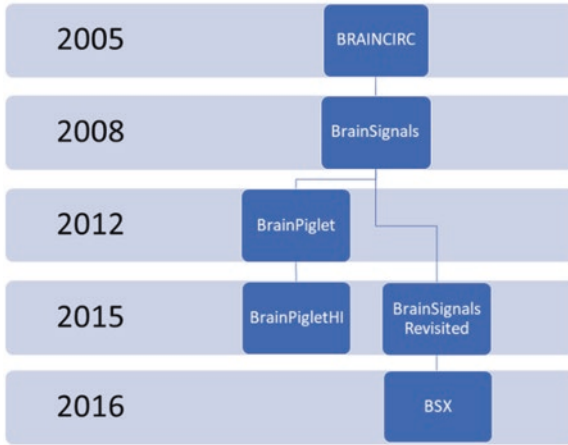 2005
BRAINCIRC
2008
BrainSignals
2012
BrainPiglet
2015
BrainPigletHI
BrainSignals
Revisited
2016
BSX